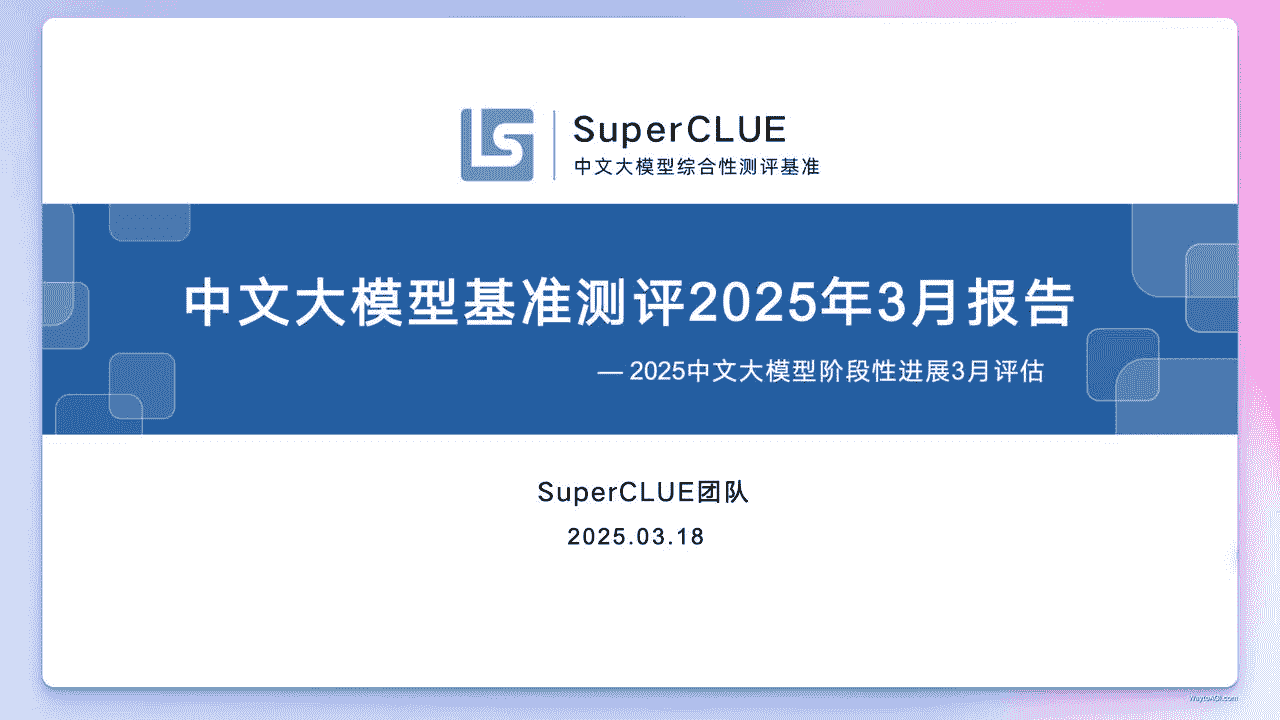 SuperCLUE
中文大模型综合性测评基准
中文大模型基准测评2025年3月报告
— 2025中文大模型阶段性进展3月评估
SuperCLUE团队
2025.03.18
WaytoAGI.com